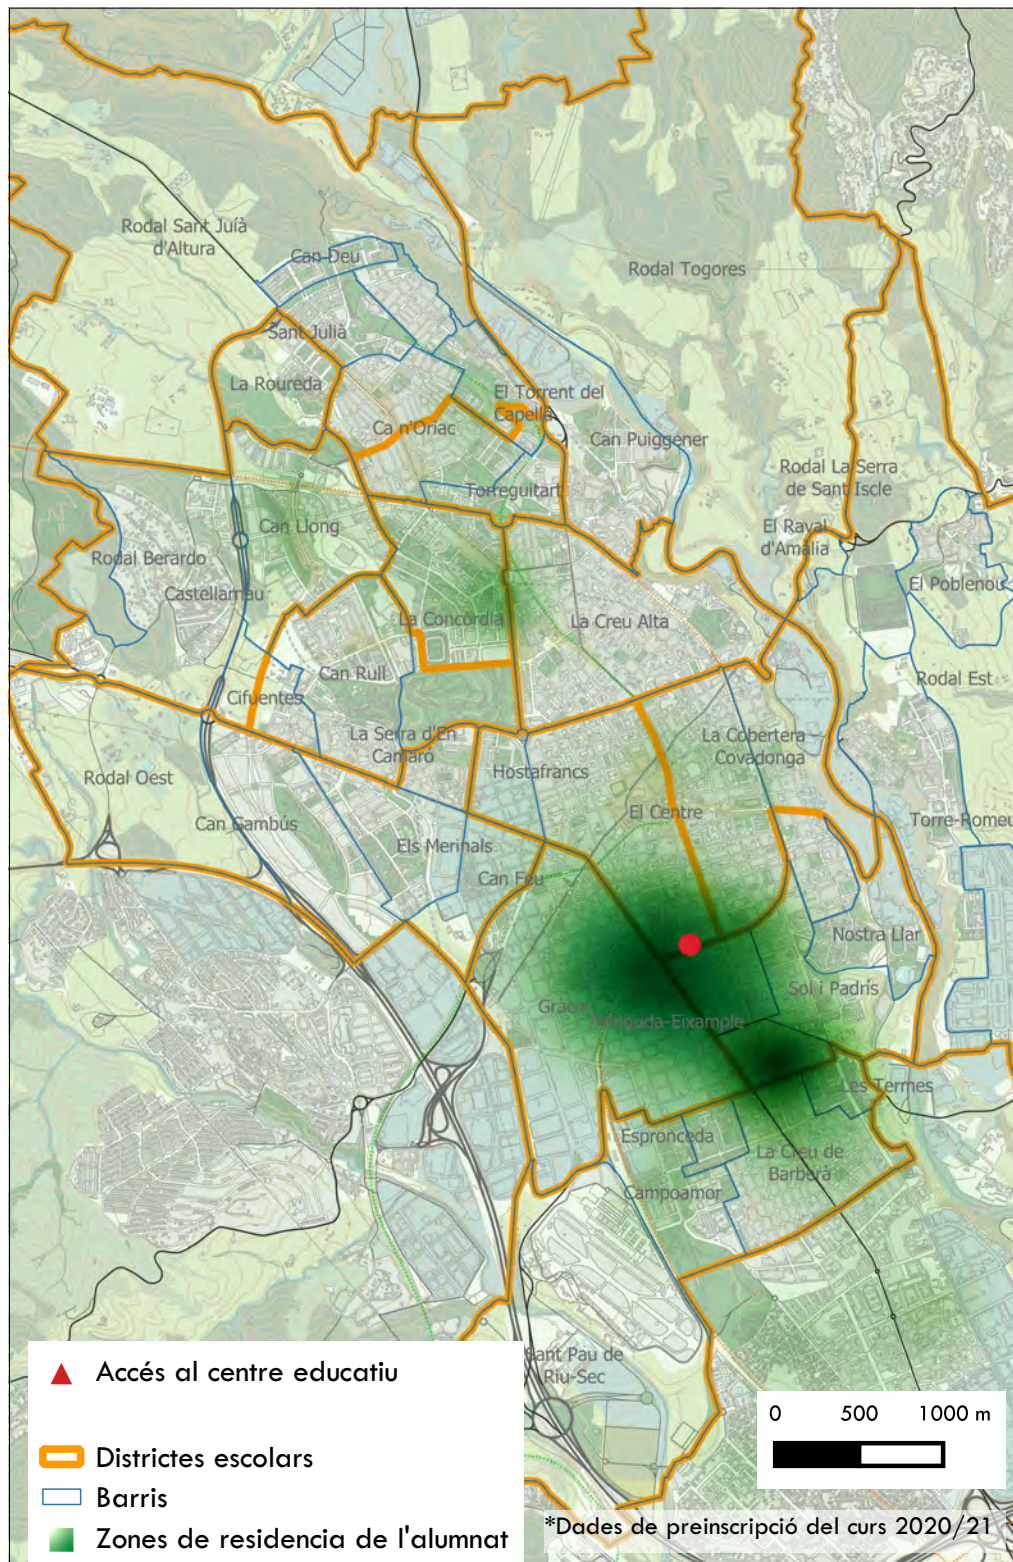 Rodal Sant Juíà
d'Altura
Can Deu
Rodal Togores
Sant Julià
La Roureda
El Torrent del
Capellà
Ca n'Oriac
Can Puiggener
Rodal La Serra
de Sant Iscle
Torreguitart
Can Llong
El Raval
d'Amàlia
Rodal Berardo
El Poblenou
Castellarnau
La Concòrdia
La Creu Alta
Can Rull
Rodal Est
Cifuentes
La Serra d'En
Camaró
La Cobertera
Covadonga
Rodal Oest
Hostafrancs
El Centre
Can Gambús
Torre-Romeu
Els Merinals
Can Feu
Nostra Llar
Sol i Padrís
Gràcia
Avinguda-Eixample
Les Termes
Espronceda
La Creu de
Barberà
Campoamor
Sant Pau de
Riu-Sec
Accés al centre educatiu
Districtes escolars
Barris
Zones de residencia de l'alumnat
0 500 1000 m
*Dades de preinscripció del curs 2020/21